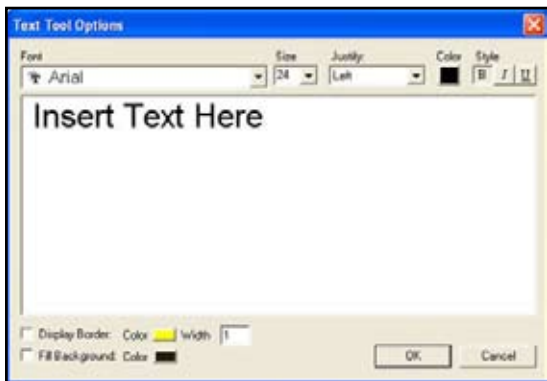 Text Tool Options
Font Size Justify: Color Style
Arial 24 Left B I U
Insert Text Here
Display Border: Color Width 1
Fill Background: Color
OK Cancel